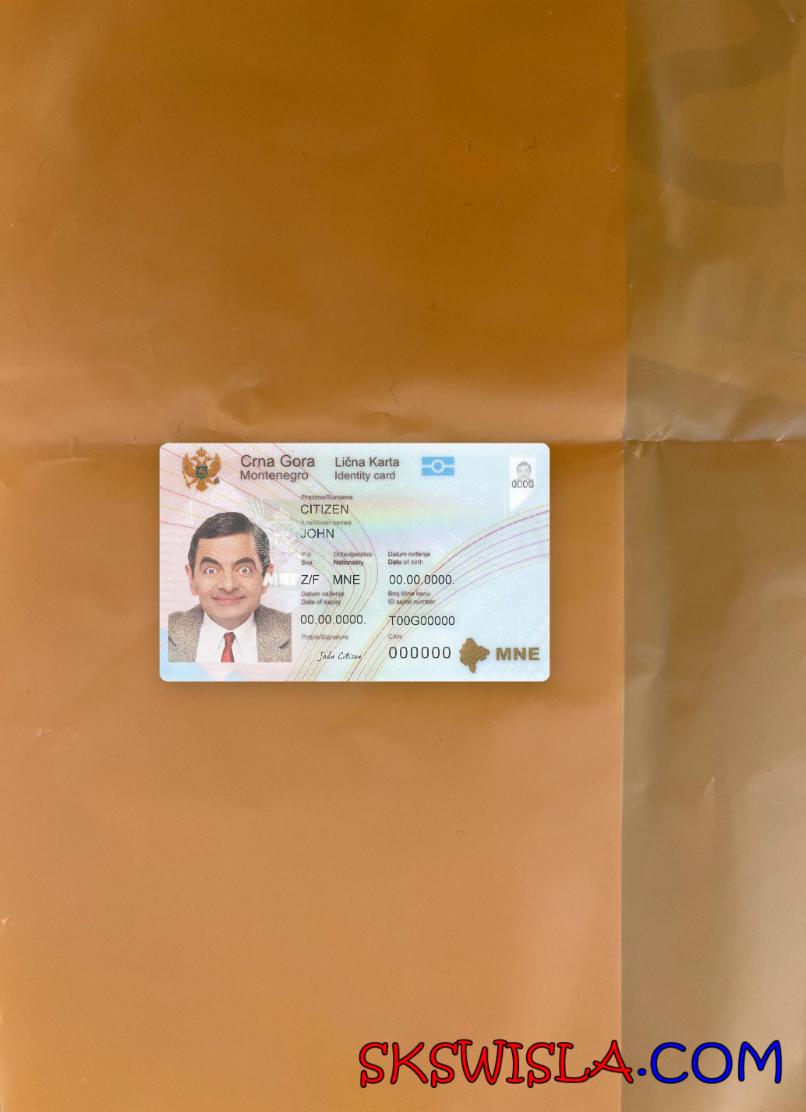 Crna Gora
Montenegro
Lična Karta
Identity card
0000
Prezime/Surname
CITIZEN
Ime/Given names
JOHN
Pol
Sex
Z/F
Državljanstvo
Nationality
MNE
Datum rođenja
Date of birth
00.00.0000.
Datum važenja
Date of expiry
00.00.0000.
Broj lične karte
ID serial number
T00G00000
Potpis/Signature
John Citizen
CAN
000000
MNE
SKSWISLA.COM